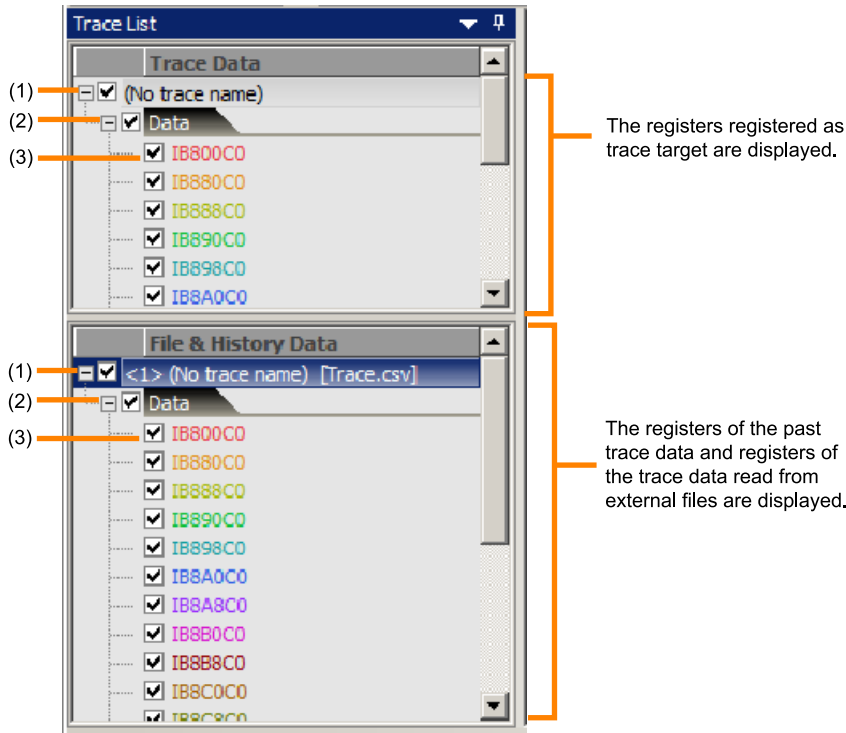 Trace List
Trace Data
(1)
(No trace name)
(2)
Data
(3)
IB800C0
IB880C0
IB888C0
IB890C0
IB898C0
IB8A0C0
The registers registered as
trace target are displayed.
File & History Data
(1)
<1> (No trace name) [Trace.csv]
(2)
Data
(3)
IB800C0
IB880C0
IB888C0
IB890C0
IB898C0
IB8A0C0
IB8A8C0
IB8B0C0
IB8B8C0
IB8C0C0
IB8C8C0
The registers of the past
trace data and registers of
the trace data read from
external files are displayed.